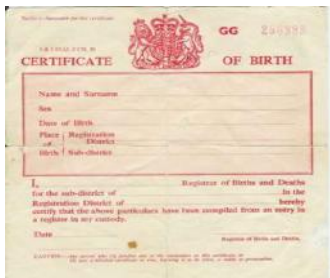 GG 256388
CERTIFICATE OF BIRTH
Name and Surname
Sex
Date of Birth
Place of Birth Registration District
Sub-district
I, Registrar of Births and Deaths
for the sub-district of in the
Registration District of hereby
certify that the above particulars have been compiled from an entry in
a register in my custody.
Date
Registrar of Births and Deaths.
CAUTION:—